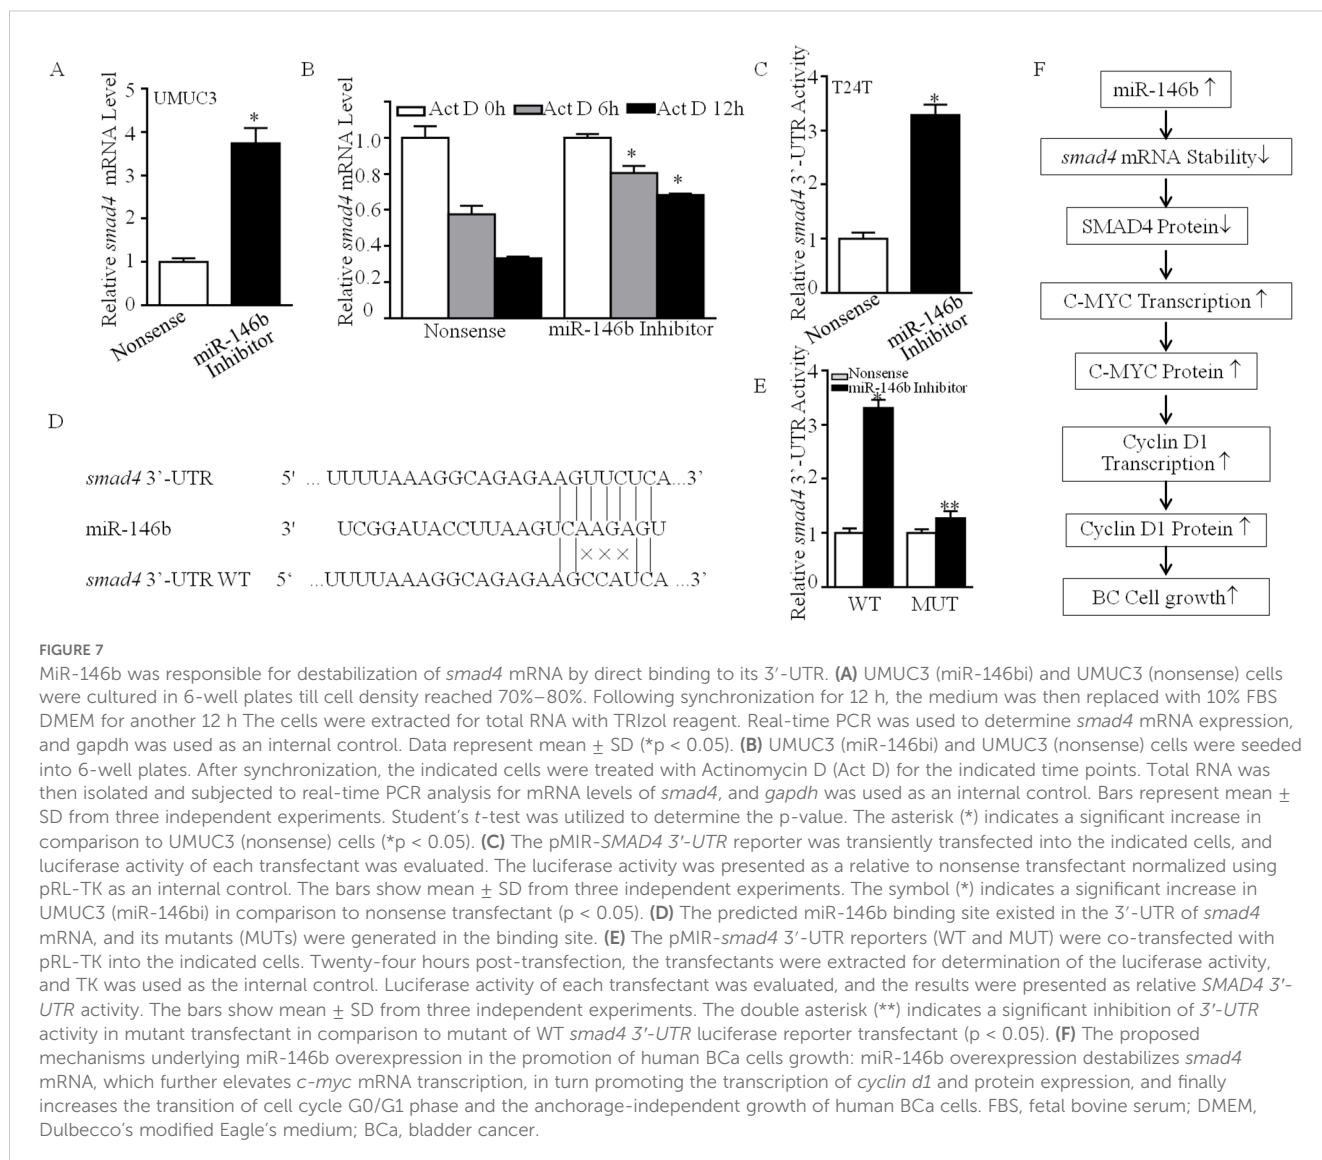 A
Relative smad4 mRNA Level
UMUC3
5
4
3
2
1
0
*
Nonsense
miR-146b
Inhibitor
B
Relative smad4 mRNA Level
Act D 0h Act D 6h Act D 12h
1.0
0.8
0.6
0.4
0.2
0
*
*
Nonsense
miR-146b Inhibitor
C
Relative smad4 3’-UTR Activity
T24T
4
3
2
1
0
*
Nonsense
miR-146b
Inhibitor
D
smad4 3’-UTR 5' ... UUUUAAAGGCAGAGAAGUUCUCA...3’
miR-146b 3' UCGGAUACCUUAAGUCAAGAGU
×××
smad4 3’-UTR WT 5‘ ...UUUUAAAGGCAGAGAAGCCAUCA ...3’
E
Relative smad4 3’-UTR Activity
Nonsense
miR-146b Inhibitor
4
3
2
1
0
*
**
WT MUT
F
miR-146b ↑
smad4 mRNA Stability↓
SMAD4 Protein↓
C-MYC Transcription ↑
C-MYC Protein ↑
Cyclin D1
Transcription ↑
Cyclin D1 Protein ↑
BC Cell growth↑
FIGURE 7
MiR-146b was responsible for destabilization of smad4 mRNA by direct binding to its 3′-UTR. (A) UMUC3 (miR-146bi) and UMUC3 (nonsense) cells
were cultured in 6-well plates till cell density reached 70%–80%. Following synchronization for 12 h, the medium was then replaced with 10% FBS
DMEM for another 12 h The cells were extracted for total RNA with TRIzol reagent. Real-time PCR was used to determine smad4 mRNA expression,
and gapdh was used as an internal control. Data represent mean ± SD (*p < 0.05). (B) UMUC3 (miR-146bi) and UMUC3 (nonsense) cells were seeded
into 6-well plates. After synchronization, the indicated cells were treated with Actinomycin D (Act D) for the indicated time points. Total RNA was
then isolated and subjected to real-time PCR analysis for mRNA levels of smad4, and gapdh was used as an internal control. Bars represent mean ±
SD from three independent experiments. Student’s t-test was utilized to determine the p-value. The asterisk (*) indicates a significant increase in
comparison to UMUC3 (nonsense) cells (*p < 0.05). (C) The pMIR-SMAD4 3′-UTR reporter was transiently transfected into the indicated cells, and
luciferase activity of each transfectant was evaluated. The luciferase activity was presented as a relative to nonsense transfectant normalized using
pRL-TK as an internal control. The bars show mean ± SD from three independent experiments. The symbol (*) indicates a significant increase in
UMUC3 (miR-146bi) in comparison to nonsense transfectant (p < 0.05). (D) The predicted miR-146b binding site existed in the 3′-UTR of smad4
mRNA, and its mutants (MUTs) were generated in the binding site. (E) The pMIR-smad4 3′-UTR reporters (WT and MUT) were co-transfected with
pRL-TK into the indicated cells. Twenty-four hours post-transfection, the transfectants were extracted for determination of the luciferase activity,
and TK was used as the internal control. Luciferase activity of each transfectant was evaluated, and the results were presented as relative SMAD4 3′-
UTR activity. The bars show mean ± SD from three independent experiments. The double asterisk (**) indicates a significant inhibition of 3′-UTR
activity in mutant transfectant in comparison to mutant of WT smad4 3′-UTR luciferase reporter transfectant (p < 0.05). (F) The proposed
mechanisms underlying miR-146b overexpression in the promotion of human BCa cells growth: miR-146b overexpression destabilizes smad4
mRNA, which further elevates c-myc mRNA transcription, in turn promoting the transcription of cyclin d1 and protein expression, and finally
increases the transition of cell cycle G0/G1 phase and the anchorage-independent growth of human BCa cells. FBS, fetal bovine serum; DMEM,
Dulbecco’s modified Eagle’s medium; BCa, bladder cancer.